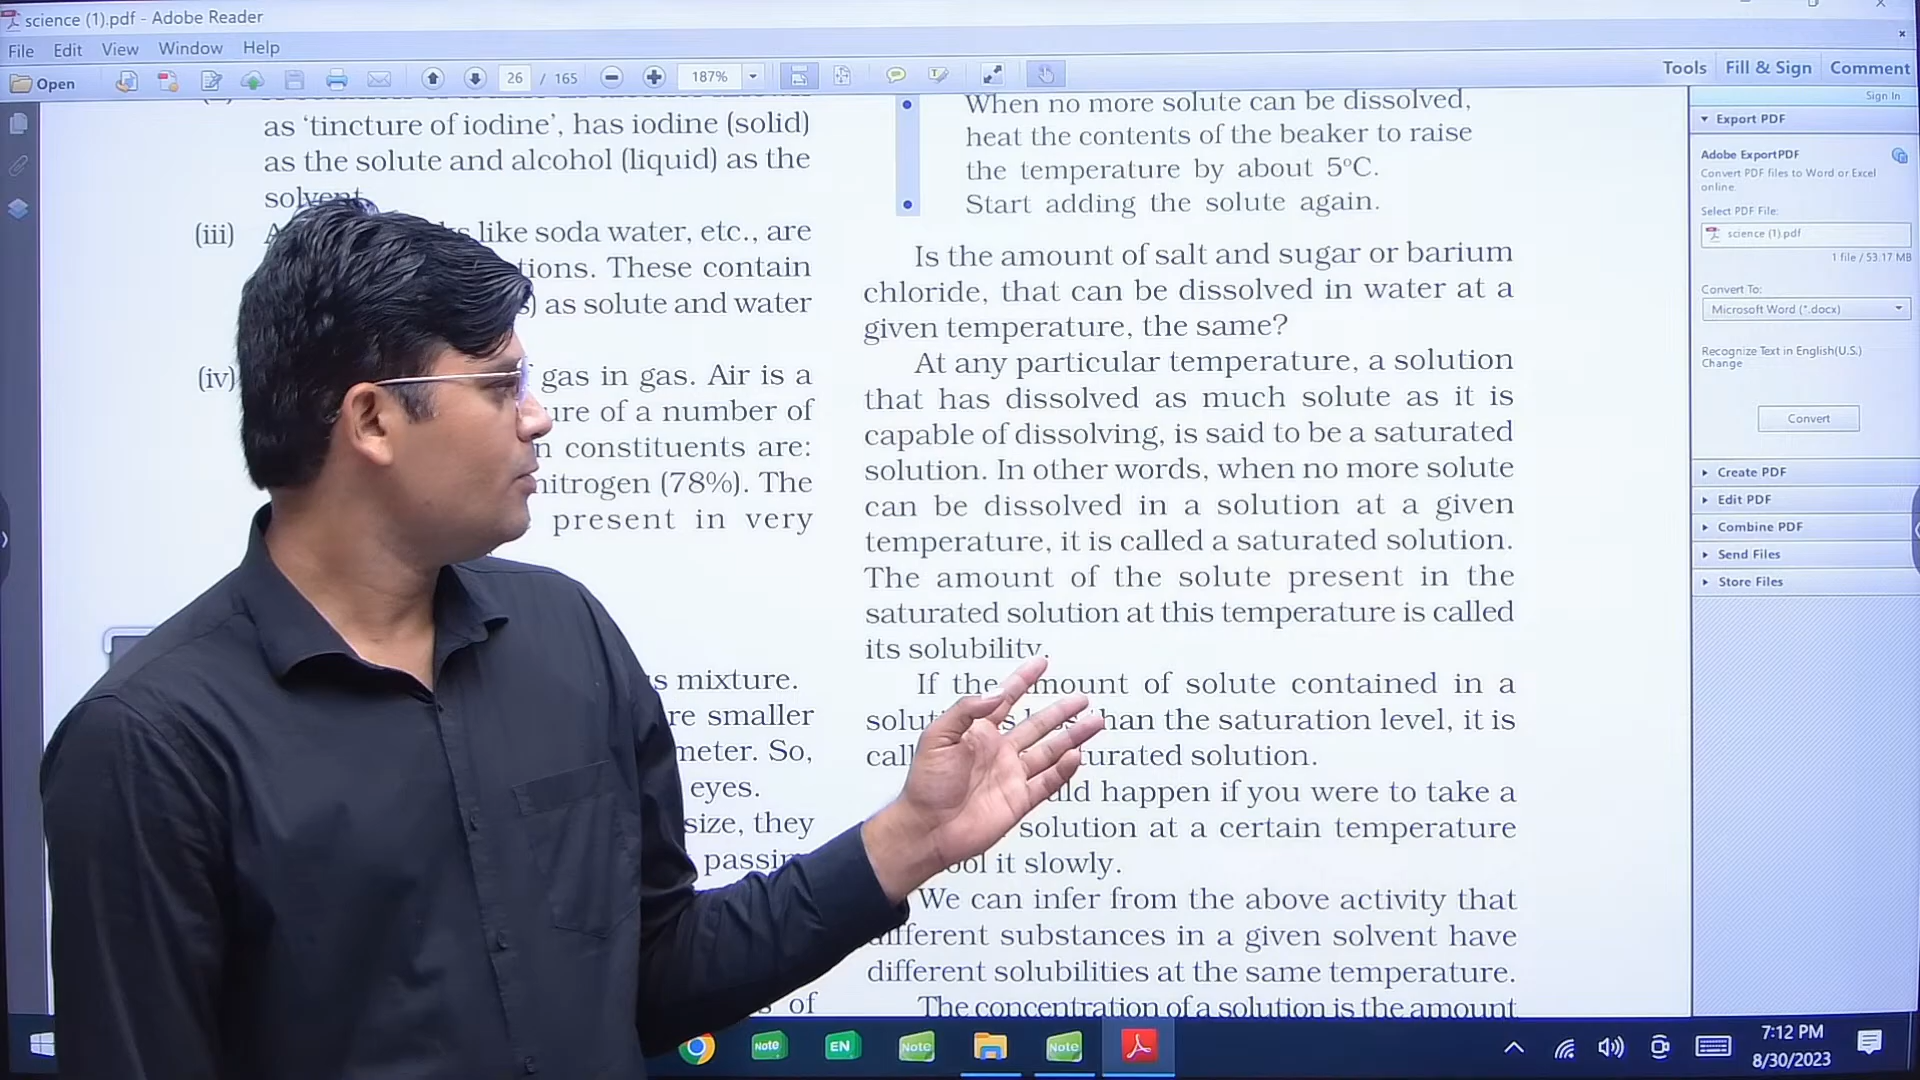 science (1).pdf - Adobe Reader
File Edit View Window Help
Open 26 / 165 187% Tools Fill & Sign Comment
Sign In
as 'tincture of iodine', has iodine (solid)
as the solute and alcohol (liquid) as the
solvent.
(iii) like soda water, etc., are
These contain
as solute and water
(iv) gas in gas. Air is a
of a number of
constituents are:
nitrogen (78%). The
present in very
mixture.
smaller
So,
eyes.
size, they
of
When no more solute can be dissolved,
heat the contents of the beaker to raise
the temperature by about 5°C.
Start adding the solute again.
Is the amount of salt and sugar or barium
chloride, that can be dissolved in water at a
given temperature, the same?
At any particular temperature, a solution
that has dissolved as much solute as it is
capable of dissolving, is said to be a saturated
solution. In other words, when no more solute
can be dissolved in a solution at a given
temperature, it is called a saturated solution.
The amount of the solute present in the
saturated solution at this temperature is called
its solubility.
If the amount of solute contained in a
than the saturation level, it is
solution.
happen if you were to take a
solution at a certain temperature
it slowly.
We can infer from the above activity that
different substances in a given solvent have
different solubilities at the same temperature.
The concentration of a solution is the amount
Export PDF
Adobe ExportPDF
Convert PDF files to Word or Excel
online.
Select PDF File:
science (1).pdf
1 file / 53.17 MB
Convert To:
Microsoft Word (*.docx)
Recognize Text in English(U.S.)
Change
Convert
Create PDF
Edit PDF
Combine PDF
Send Files
Store Files
Note EN Note Note
7:12 PM
8/30/2023